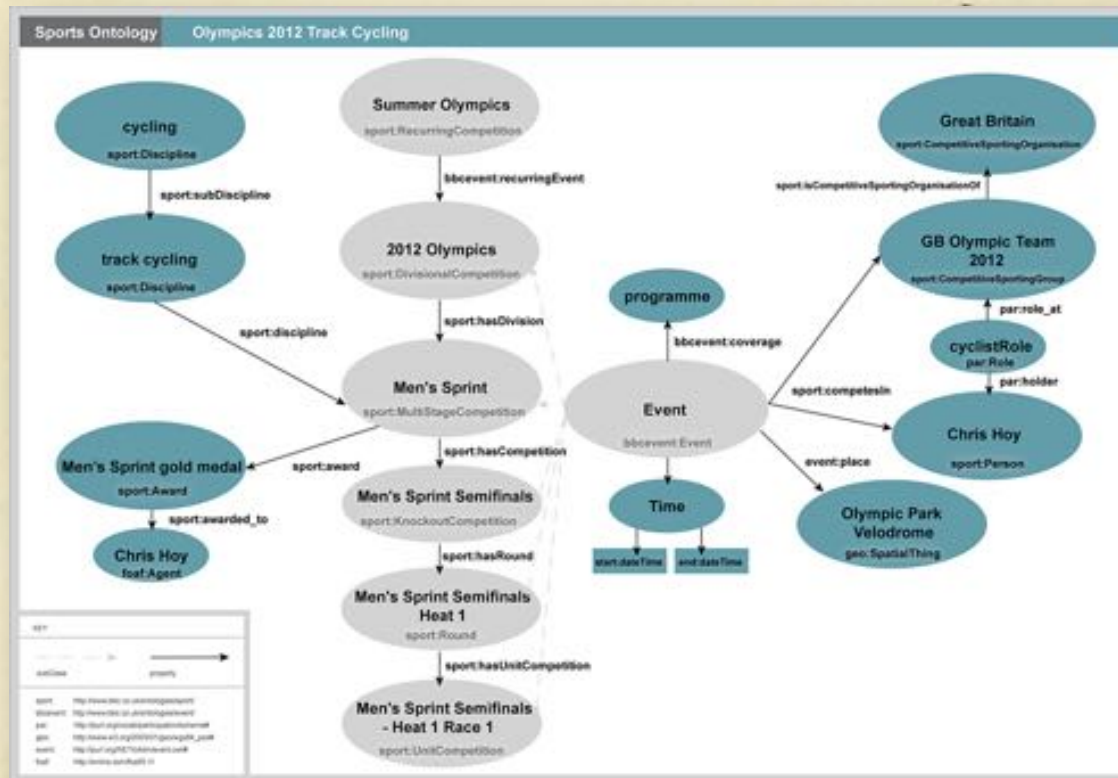 Sports Ontology
Olympics 2012 Track Cycling
cycling
sport:Discipline
sport:subDiscipline
track cycling
sport:Discipline
sport:discipline
Summer Olympics
sport:RecurringCompetition
bbcevent:recurringEvent
2012 Olympics
sport:DivisionalCompetition
sport:hasDivision
Men's Sprint
sport:MultiStageCompetition
sport:award
Men's Sprint gold medal
sport:Award
sport:awarded_to
Chris Hoy
foaf:Agent
sport:hasCompetition
Men's Sprint Semifinals
sport:KnockoutCompetition
sport:hasRound
Men's Sprint Semifinals
Heat 1
sport:Round
sport:hasUnitCompetition
Men's Sprint Semifinals
- Heat 1 Race 1
sport:UnitCompetition
programme
bbcevent:coverage
Event
bbcevent:Event
Time
start:dateTime
end:dateTime
Great Britain
sport:CompetitiveSportingOrganisation
sport:isCompetitiveSportingOrganisationOf
GB Olympic Team
2012
sport:CompetitiveSportingGroup
par:role_at
cyclistRole
par:Role
par:holder
sport:competesIn
Chris Hoy
sport:Person
event:place
Olympic Park
Velodrome
geo:SpatialThing
KEY
subClass
property
sport
bbcevent
par
geo
event
foaf